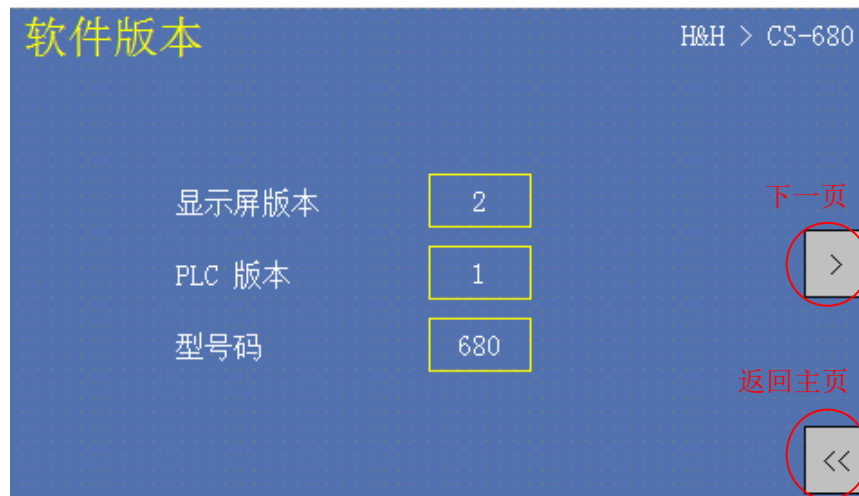 软件版本
H&H > CS-680
显示屏版本 2
下一页
>
PLC 版本 1
型号码 680
返回主页
<<